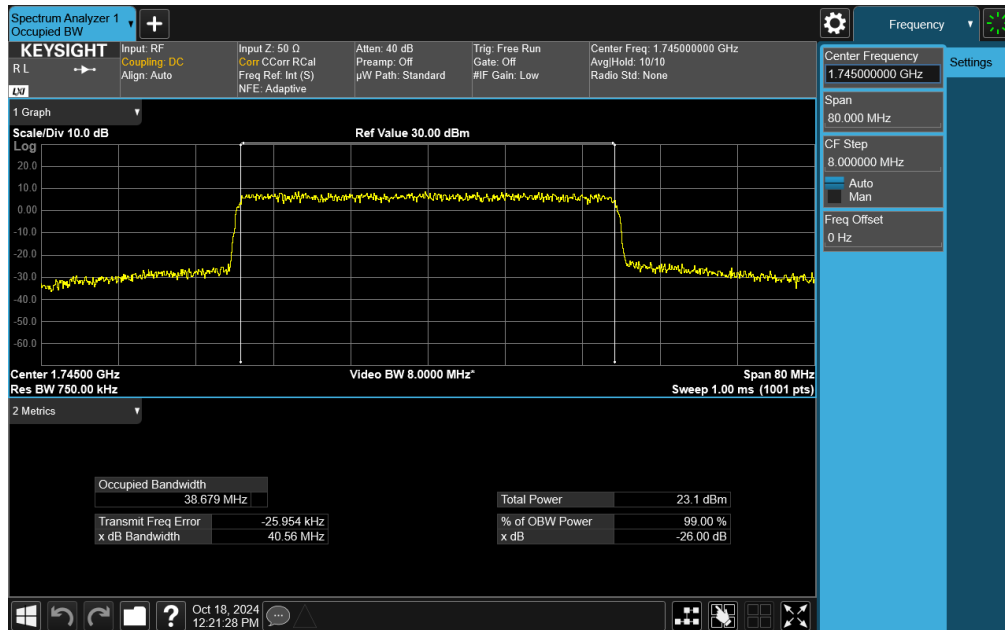 Spectrum Analyzer 1
Occupied BW
KEYSIGHT
R L
LXI
Input: RF
Coupling: DC
Align: Auto
Input Z: 50 Ω
Corr CCorr RCal
Freq Ref: Int (S)
NFE: Adaptive
Atten: 40 dB
Preamp: Off
µW Path: Standard
Trig: Free Run
Gate: Off
#IF Gain: Low
Center Freq: 1.745000000 GHz
Avg|Hold: 10/10
Radio Std: None
Frequency
Settings
Center Frequency
1.745000000 GHz
Span
80.000 MHz
CF Step
8.000000 MHz
Auto
Man
Freq Offset
0 Hz
1 Graph
Scale/Div 10.0 dB
Ref Value 30.00 dBm
Log
20.0
10.0
0.00
-10.0
-20.0
-30.0
-40.0
-50.0
-60.0
Center 1.74500 GHz
Video BW 8.0000 MHz*
Span 80 MHz
Res BW 750.00 kHz
Sweep 1.00 ms (1001 pts)
2 Metrics
Occupied Bandwidth
38.679 MHz
Total Power 23.1 dBm
Transmit Freq Error -25.954 kHz
% of OBW Power 99.00 %
x dB Bandwidth 40.56 MHz
x dB -26.00 dB
?
Oct 18, 2024
12:21:28 PM